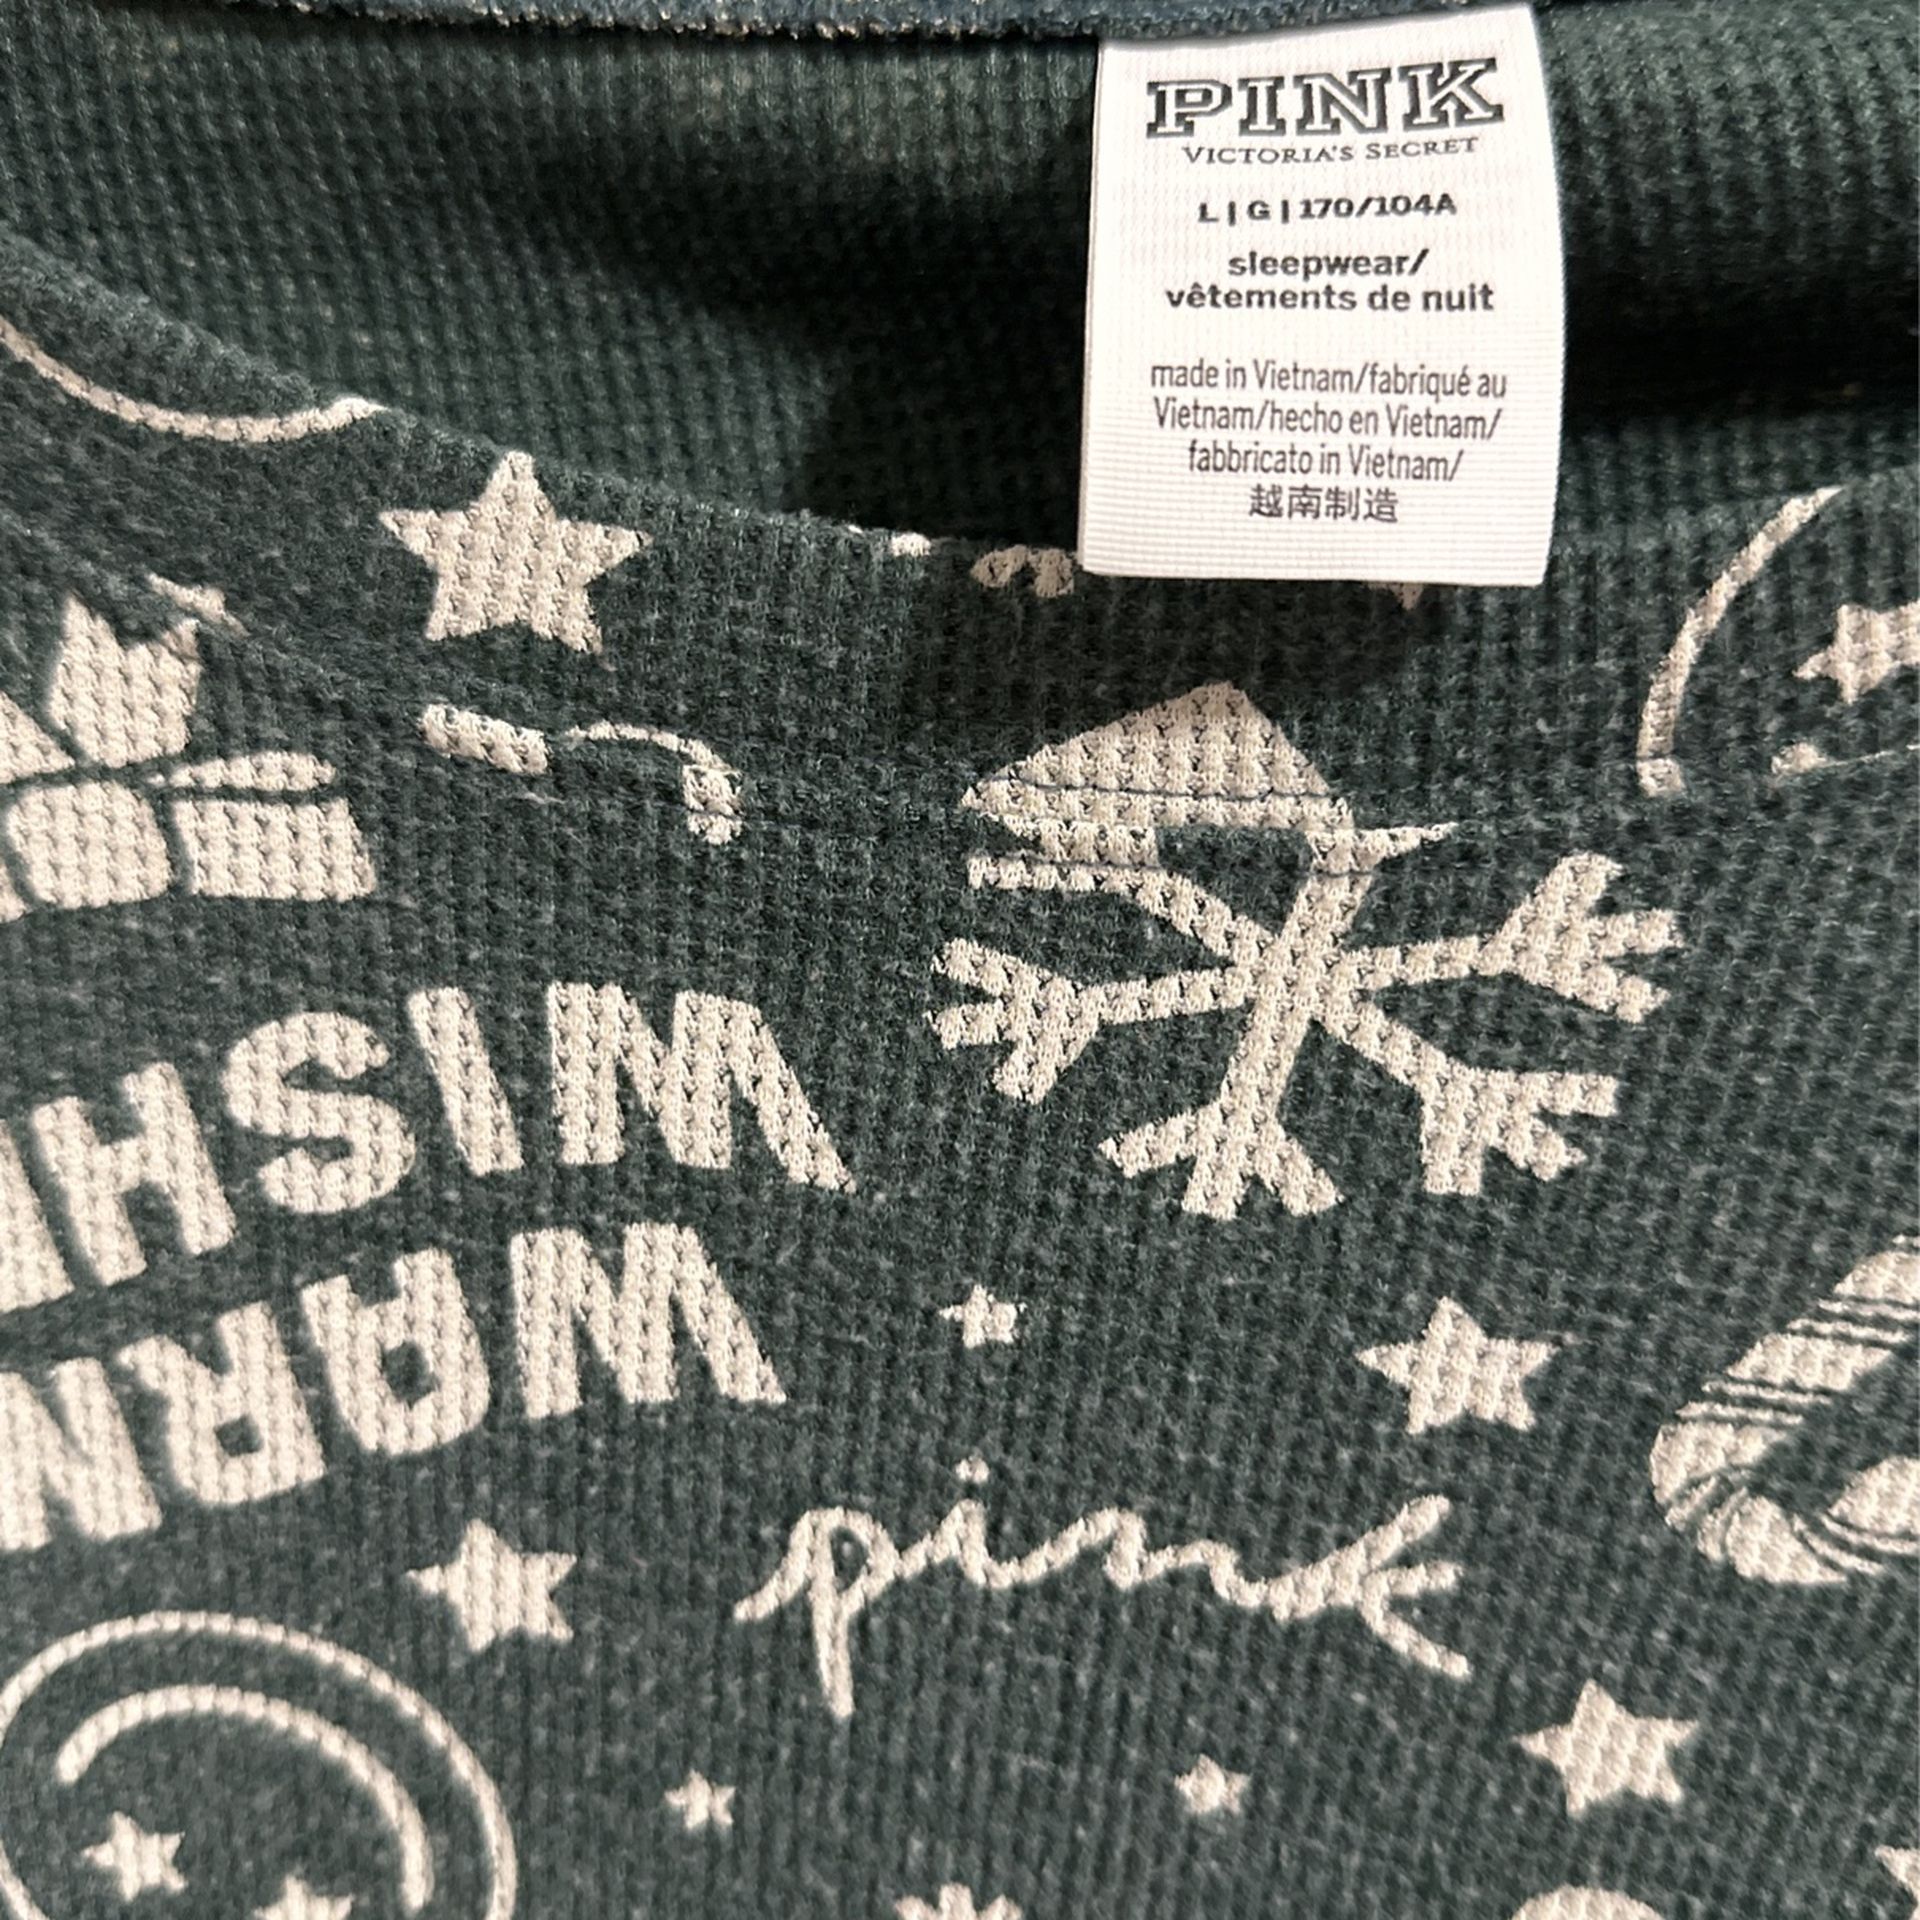 PINK
VICTORIA'S SECRET
L | G | 170/104A
sleepwear/
vêtements de nuit
made in Vietnam/fabriqué au
Vietnam/hecho en Vietnam/
fabbricato in Vietnam/
越南制造
WARM
WISH
pink